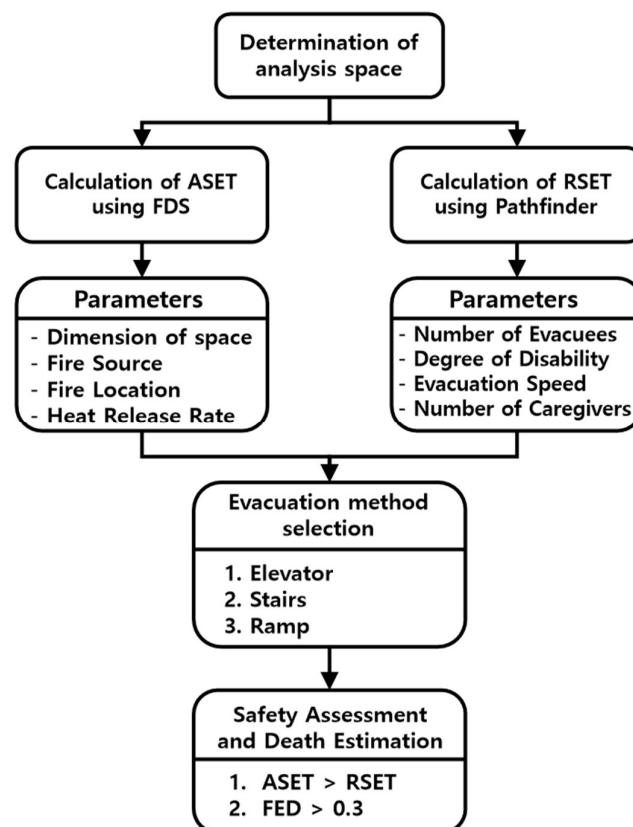 Determination of
analysis space
Calculation of ASET
using FDS
Calculation of RSET
using Pathfinder
Parameters
- Dimension of space
- Fire Source
- Fire Location
- Heat Release Rate
Parameters
- Number of Evacuees
- Degree of Disability
- Evacuation Speed
- Number of Caregivers
Evacuation method
selection
1. Elevator
2. Stairs
3. Ramp
Safety Assessment
and Death Estimation
1. ASET > RSET
2. FED > 0.3